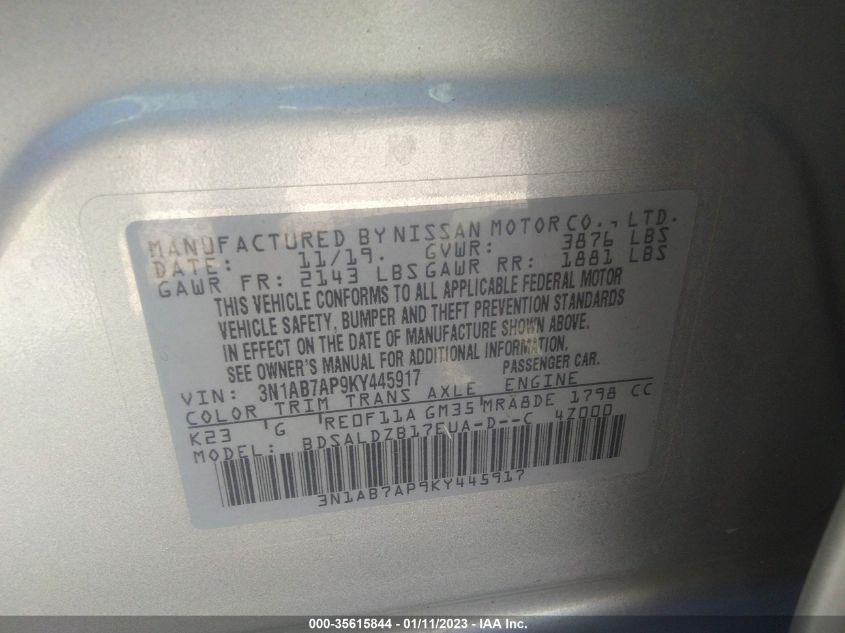 MANUFACTURED BY NISSAN MOTOR CO., LTD.
DATE: 11/19. GVWR: 3876 LBS
GAWR FR: 2143 LBS GAWR RR: 1881 LBS
THIS VEHICLE CONFORMS TO ALL APPLICABLE FEDERAL MOTOR
VEHICLE SAFETY, BUMPER AND THEFT PREVENTION STANDARDS
IN EFFECT ON THE DATE OF MANUFACTURE SHOWN ABOVE.
SEE OWNER'S MANUAL FOR ADDITIONAL INFORMATION.
VIN: 3N1AB7AP9KY445917 PASSENGER CAR.
COLOR TRIM TRANS AXLE ENGINE
K23 G RE0F11A GM35 MRA8DE 1798 CC
MODEL: BDSALDZB17EUA-D--C 47000
3N1AB7AP9KY445917
000-35615844 - 01/11/2023 - IAA Inc.